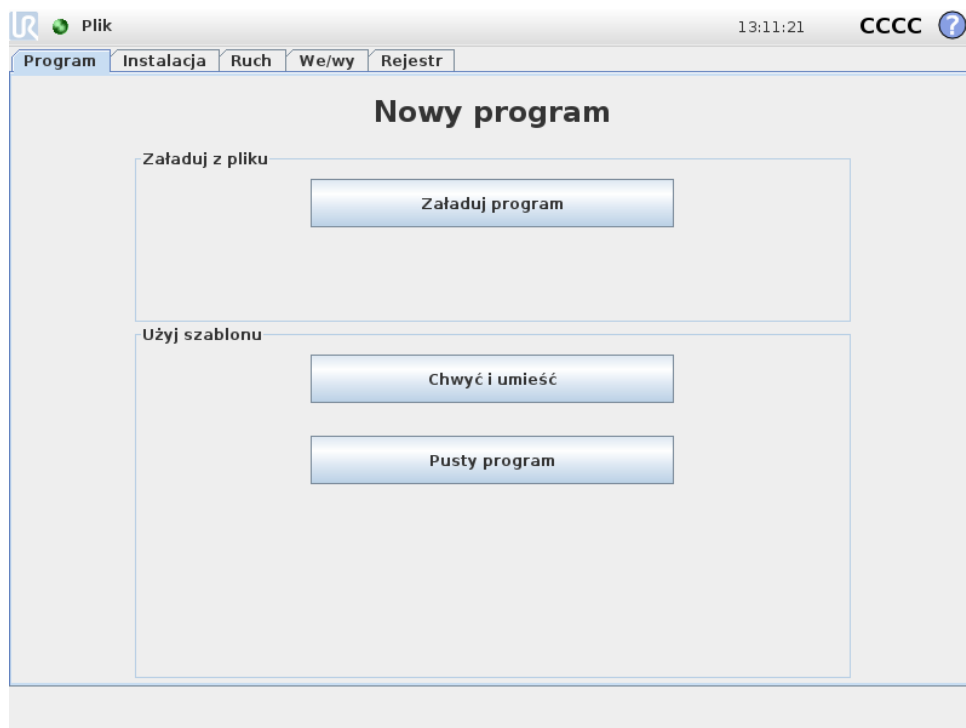 UR Plik 13:11:21 CCCC ?
Program Instalacja Ruch We/wy Rejestr
Nowy program
Załaduj z pliku
Załaduj program
Użyj szablonu
Chwyć i umieść
Pusty program